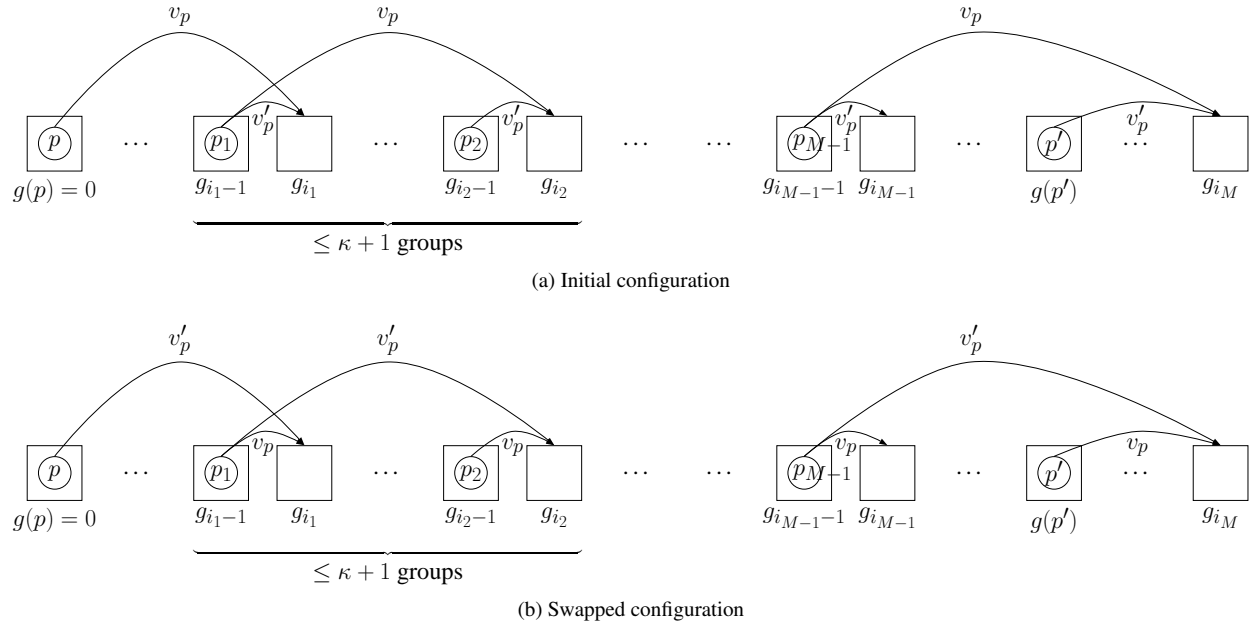 v_p v_p v_p
v'_p v'_p v'_p v'_p
p ... p_1 ... p_2 ... ... p_{M-1} ... p' ...
g(p) = 0 g_{i_1-1} g_{i_1} g_{i_2-1} g_{i_2} g_{i_{M-1}-1} g_{i_{M-1}} g(p') g_{i_M}
≤ κ + 1 groups
(a) Initial configuration
v'_p v'_p v'_p
v_p v_p v_p v_p
p ... p_1 ... p_2 ... ... p_{M-1} ... p' ...
g(p) = 0 g_{i_1-1} g_{i_1} g_{i_2-1} g_{i_2} g_{i_{M-1}-1} g_{i_{M-1}} g(p') g_{i_M}
≤ κ + 1 groups
(b) Swapped configuration